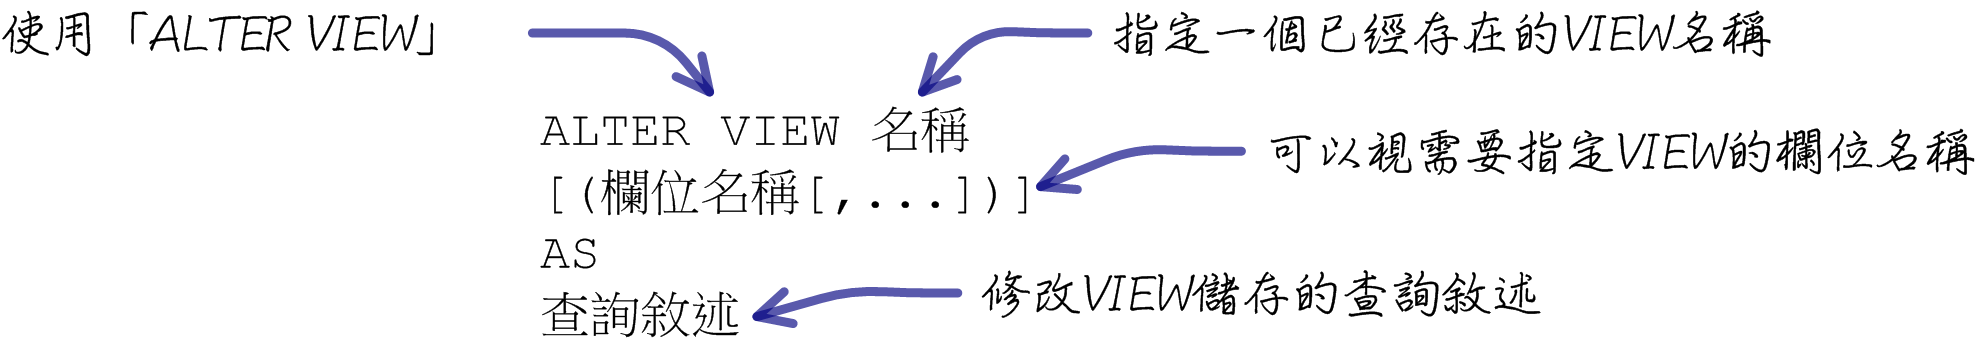 使用「ALTER VIEW」
指定一個已經存在的VIEW名稱
ALTER VIEW 名稱
可以視需要指定VIEW的欄位名稱
[(欄位名稱[,...])]
AS
修改VIEW儲存的查詢敘述
查詢敘述